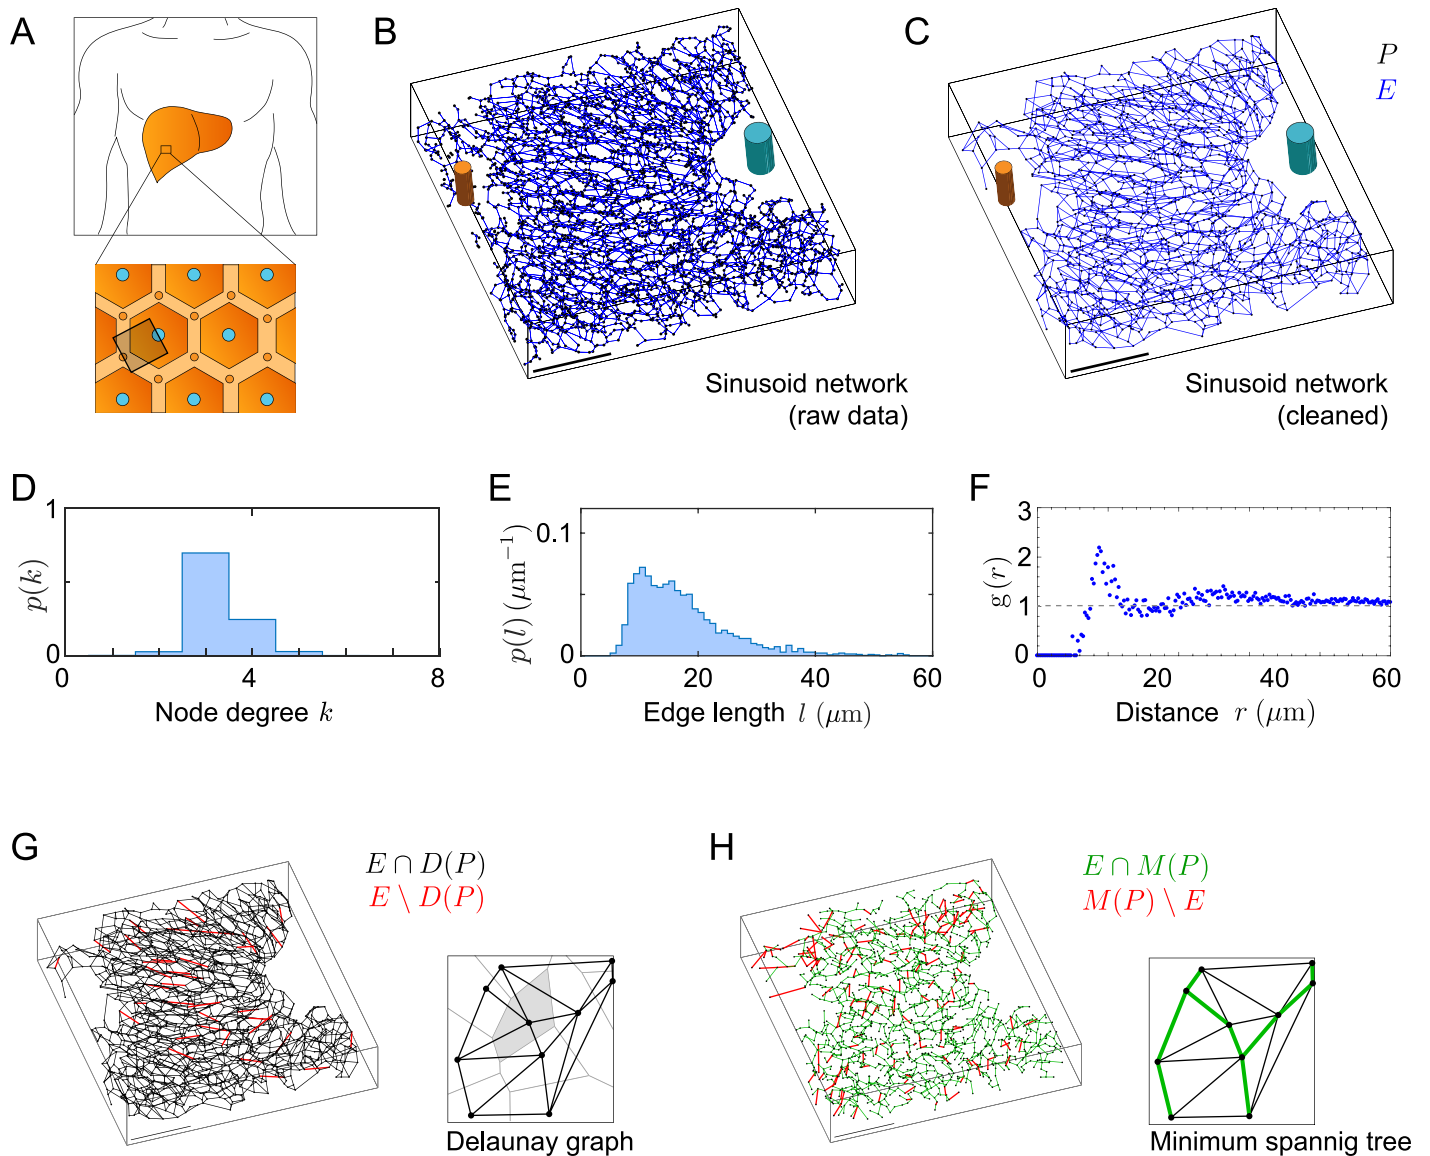 A
B
C
P
E
Sinusoid network
(raw data)
Sinusoid network
(cleaned)
D
1
p(k)
0
0 4 8
Node degree k
E
0.1
p(l) (μm⁻¹)
0
0 20 40 60
Edge length l (μm)
F
3
2
1
0
g(r)
0 20 40 60
Distance r (μm)
G
E ∩ D(P)
E \ D(P)
Delaunay graph
H
E ∩ M(P)
M(P) \ E
Minimum spannig tree